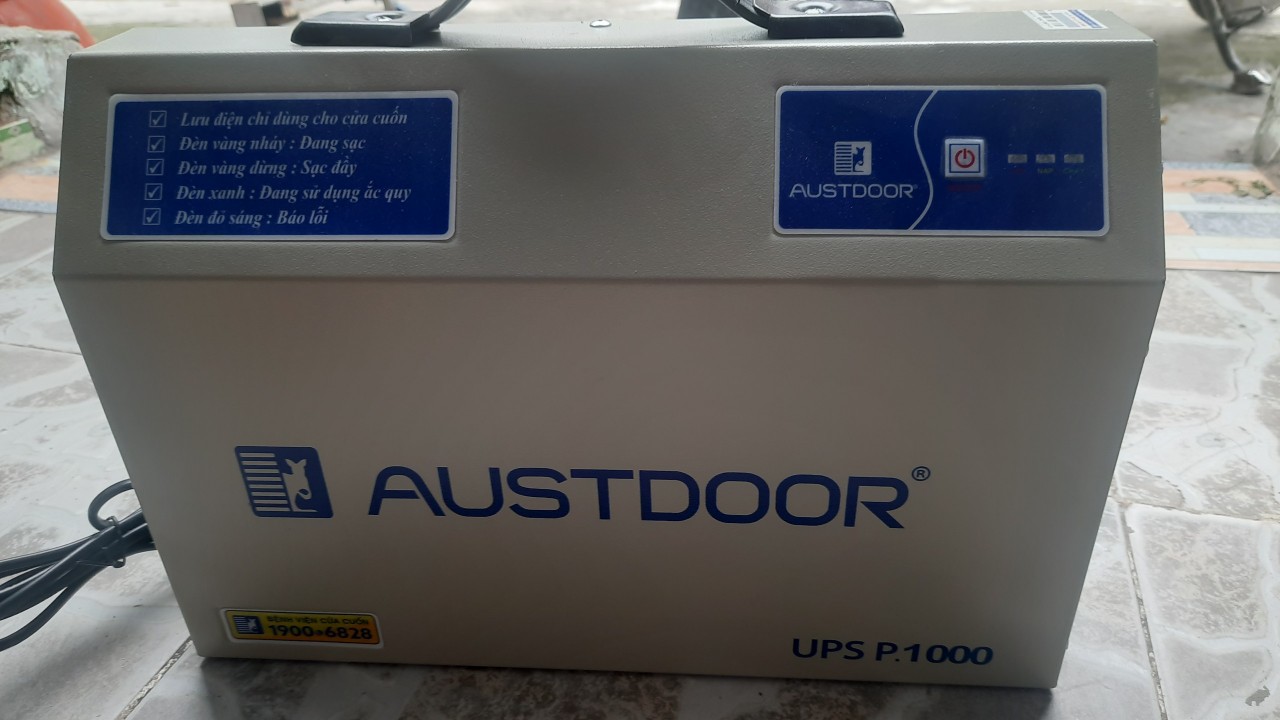 Lưu điện chỉ dùng cho cửa cuốn
Đèn vàng nháy : Đang sạc
Đèn vàng dừng : Sạc đầy
Đèn xanh : Đang sử dụng ắc quy
Đèn đỏ sáng : Báo lỗi
AUSTDOOR
AUSTDOOR®
BỆNH VIỆN CỬA CUỐN
1900-6828
UPS P.1000